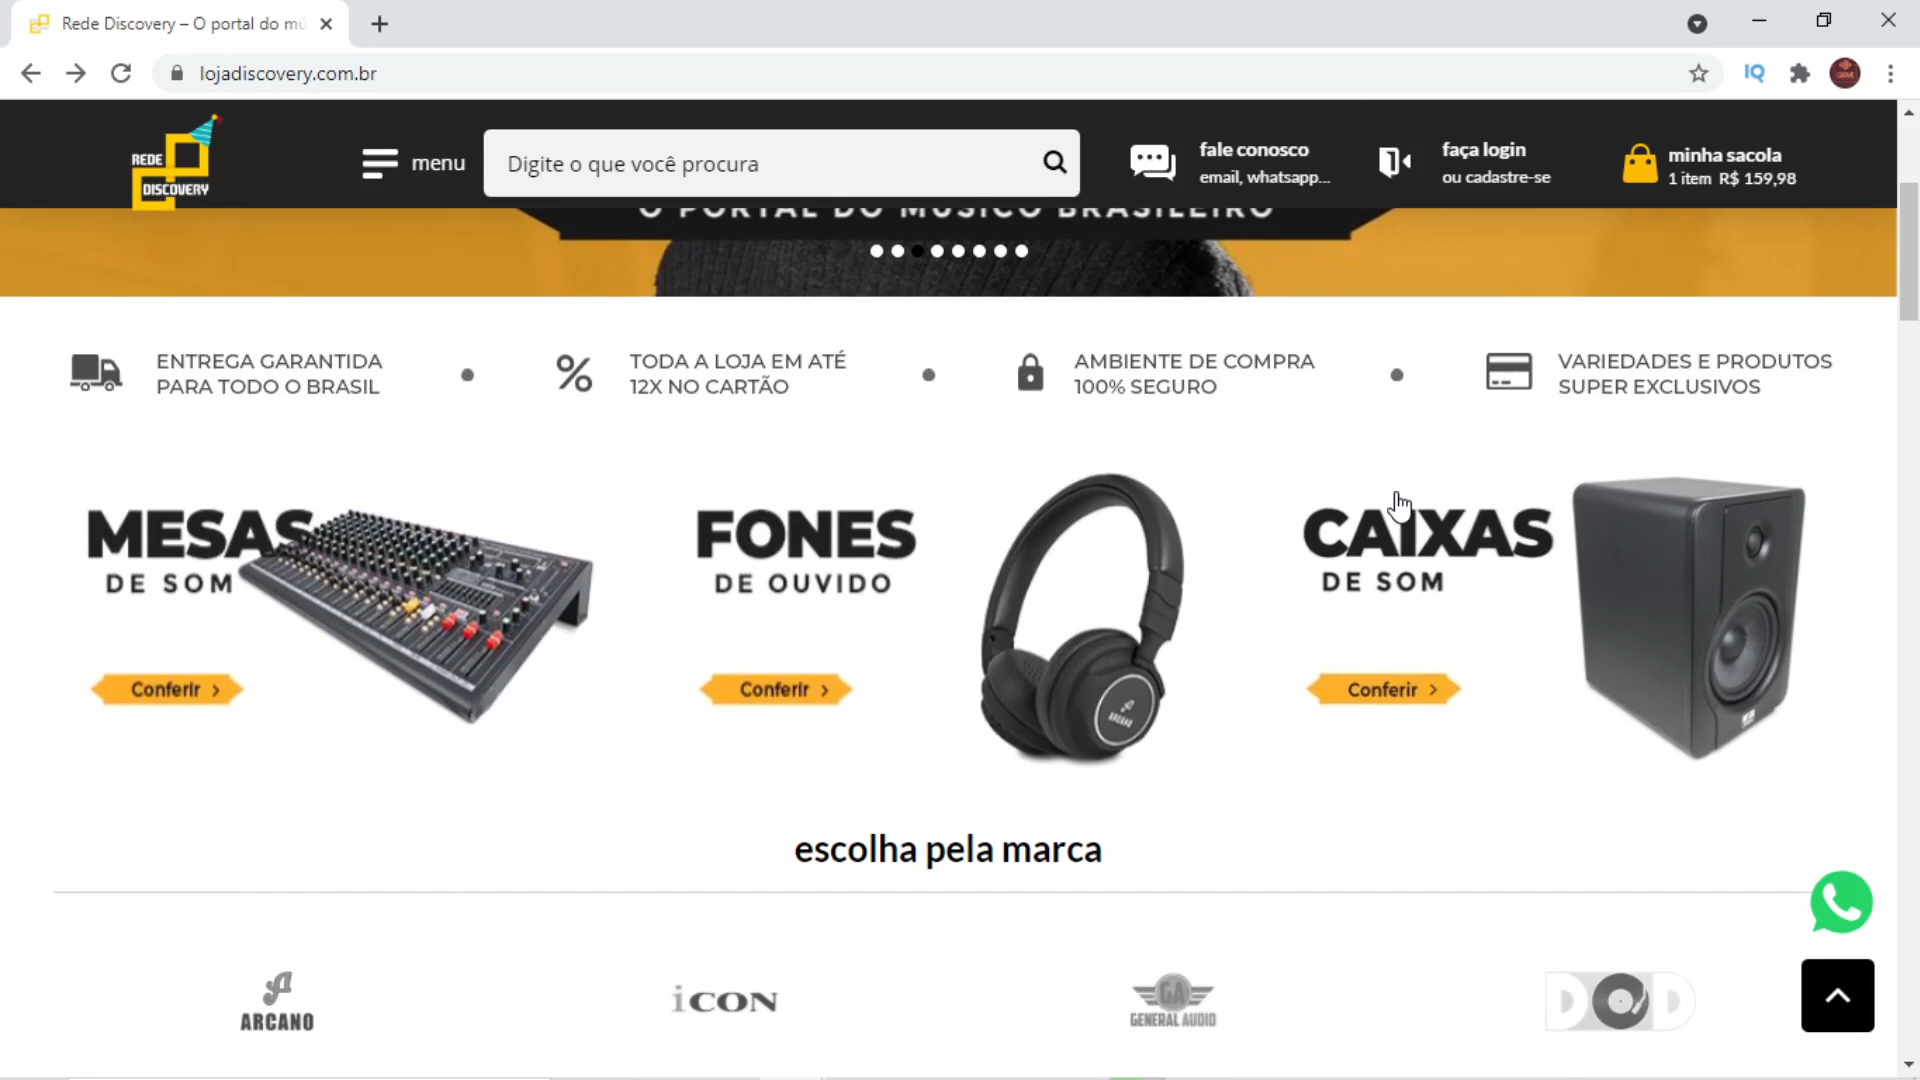 Rede Discovery – O portal do mú
lojadiscovery.com.br
IQ
REDE
DISCOVERY
menu
Digite o que você procura
fale conosco
email, whatsapp...
faça login
ou cadastre-se
minha sacola
1 item R$ 159,98
O PORTAL DO MÚSICO BRASILEIRO
ENTREGA GARANTIDA
PARA TODO O BRASIL
TODA A LOJA EM ATÉ
12X NO CARTÃO
AMBIENTE DE COMPRA
100% SEGURO
VARIEDADES E PRODUTOS
SUPER EXCLUSIVOS
MESAS
DE SOM
Conferir >
FONES
DE OUVIDO
Conferir >
ARCANO
CAIXAS
DE SOM
Conferir >
escolha pela marca
ARCANO
iCON
GA
GENERAL AUDIO
DOD